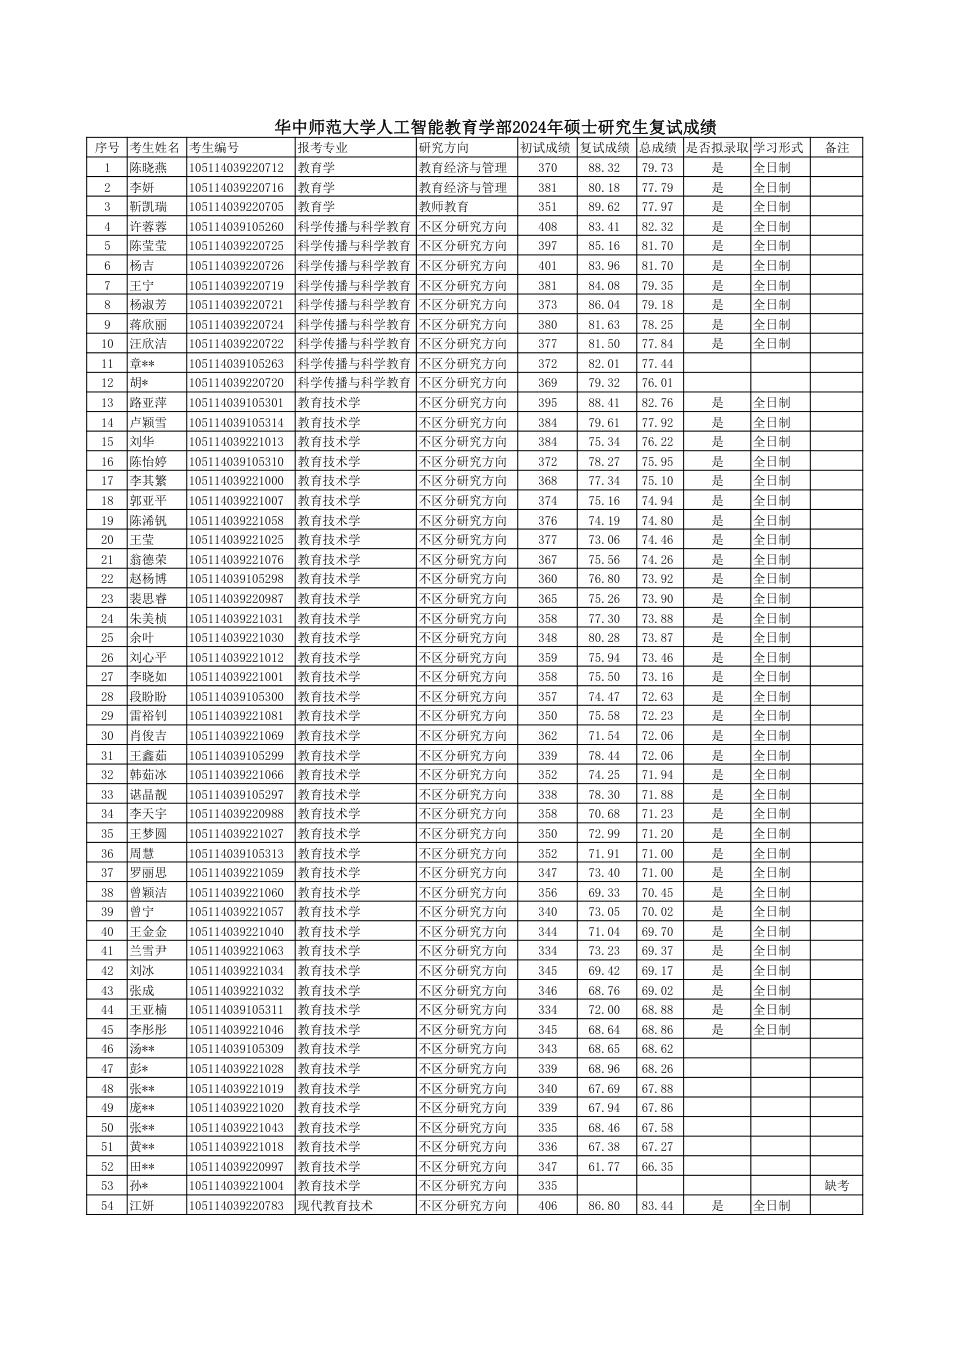 华中师范大学人工智能教育学部2024年硕士研究生复试成绩
序号 考生姓名 考生编号 报考专业 研究方向 初试成绩 复试成绩 总成绩 是否拟录取 学习形式 备注
1 陈晓燕 105114039220712 教育学 教育经济与管理 370 88.32 79.73 是 全日制
2 李妍 105114039220716 教育学 教育经济与管理 381 80.18 77.79 是 全日制
3 靳凯瑞 105114039220705 教育学 教师教育 351 89.62 77.97 是 全日制
4 许蓉蓉 105114039105260 科学传播与科学教育 不区分研究方向 408 83.41 82.32 是 全日制
5 陈莹莹 105114039220725 科学传播与科学教育 不区分研究方向 397 85.16 81.70 是 全日制
6 杨吉 105114039220726 科学传播与科学教育 不区分研究方向 401 83.96 81.70 是 全日制
7 王宁 105114039220719 科学传播与科学教育 不区分研究方向 381 84.08 79.35 是 全日制
8 杨淑芳 105114039220721 科学传播与科学教育 不区分研究方向 373 86.04 79.18 是 全日制
9 蒋欣丽 105114039220724 科学传播与科学教育 不区分研究方向 380 81.63 78.25 是 全日制
10 汪欣洁 105114039220722 科学传播与科学教育 不区分研究方向 377 81.50 77.84 是 全日制
11 章** 105114039105263 科学传播与科学教育 不区分研究方向 372 82.01 77.44
12 胡* 105114039220720 科学传播与科学教育 不区分研究方向 369 79.32 76.01
13 路亚萍 105114039105301 教育技术学 不区分研究方向 395 88.41 82.76 是 全日制
14 卢颖雪 105114039105314 教育技术学 不区分研究方向 384 79.61 77.92 是 全日制
15 刘华 105114039221013 教育技术学 不区分研究方向 384 75.34 76.22 是 全日制
16 陈怡婷 105114039105310 教育技术学 不区分研究方向 372 78.27 75.95 是 全日制
17 李其繁 105114039221000 教育技术学 不区分研究方向 368 77.34 75.10 是 全日制
18 郭亚平 105114039221007 教育技术学 不区分研究方向 374 75.16 74.94 是 全日制
19 陈浠钒 105114039221058 教育技术学 不区分研究方向 376 74.19 74.80 是 全日制
20 王莹 105114039221025 教育技术学 不区分研究方向 377 73.06 74.46 是 全日制
21 翁德荣 105114039221076 教育技术学 不区分研究方向 367 75.56 74.26 是 全日制
22 赵杨博 105114039105298 教育技术学 不区分研究方向 360 76.80 73.92 是 全日制
23 裴思睿 105114039220987 教育技术学 不区分研究方向 365 75.26 73.90 是 全日制
24 朱美桢 105114039221031 教育技术学 不区分研究方向 358 77.30 73.88 是 全日制
25 余叶 105114039221030 教育技术学 不区分研究方向 348 80.28 73.87 是 全日制
26 刘心平 105114039221012 教育技术学 不区分研究方向 359 75.94 73.46 是 全日制
27 李晓如 105114039221001 教育技术学 不区分研究方向 358 75.50 73.16 是 全日制
28 段盼盼 105114039105300 教育技术学 不区分研究方向 357 74.47 72.63 是 全日制
29 雷裕钊 105114039221081 教育技术学 不区分研究方向 350 75.58 72.23 是 全日制
30 肖俊吉 105114039221069 教育技术学 不区分研究方向 362 71.54 72.06 是 全日制
31 王鑫茹 105114039105299 教育技术学 不区分研究方向 339 78.44 72.06 是 全日制
32 韩茹冰 105114039221066 教育技术学 不区分研究方向 352 74.25 71.94 是 全日制
33 谌晶靓 105114039105297 教育技术学 不区分研究方向 338 78.30 71.88 是 全日制
34 李天宇 105114039220988 教育技术学 不区分研究方向 358 70.68 71.23 是 全日制
35 王梦圆 105114039221027 教育技术学 不区分研究方向 350 72.99 71.20 是 全日制
36 周慧 105114039105313 教育技术学 不区分研究方向 352 71.91 71.00 是 全日制
37 罗丽思 105114039221059 教育技术学 不区分研究方向 347 73.40 71.00 是 全日制
38 曾颖洁 105114039221060 教育技术学 不区分研究方向 356 69.33 70.45 是 全日制
39 曾宁 105114039221057 教育技术学 不区分研究方向 340 73.05 70.02 是 全日制
40 王金金 105114039221040 教育技术学 不区分研究方向 344 71.04 69.70 是 全日制
41 兰雪尹 105114039221063 教育技术学 不区分研究方向 334 73.23 69.37 是 全日制
42 刘冰 105114039221034 教育技术学 不区分研究方向 345 69.42 69.17 是 全日制
43 张成 105114039221032 教育技术学 不区分研究方向 346 68.76 69.02 是 全日制
44 王亚楠 105114039105311 教育技术学 不区分研究方向 334 72.00 68.88 是 全日制
45 李彤彤 105114039221046 教育技术学 不区分研究方向 345 68.64 68.86 是 全日制
46 汤** 105114039105309 教育技术学 不区分研究方向 343 68.65 68.62
47 彭* 105114039221028 教育技术学 不区分研究方向 339 68.96 68.26
48 张** 105114039221019 教育技术学 不区分研究方向 340 67.69 67.88
49 庞** 105114039221020 教育技术学 不区分研究方向 339 67.94 67.86
50 张** 105114039221043 教育技术学 不区分研究方向 335 68.46 67.58
51 黄** 105114039221018 教育技术学 不区分研究方向 336 67.38 67.27
52 田** 105114039220997 教育技术学 不区分研究方向 347 61.77 66.35
53 孙* 105114039221004 教育技术学 不区分研究方向 335 缺考
54 江妍 105114039220783 现代教育技术 不区分研究方向 406 86.80 83.44 是 全日制